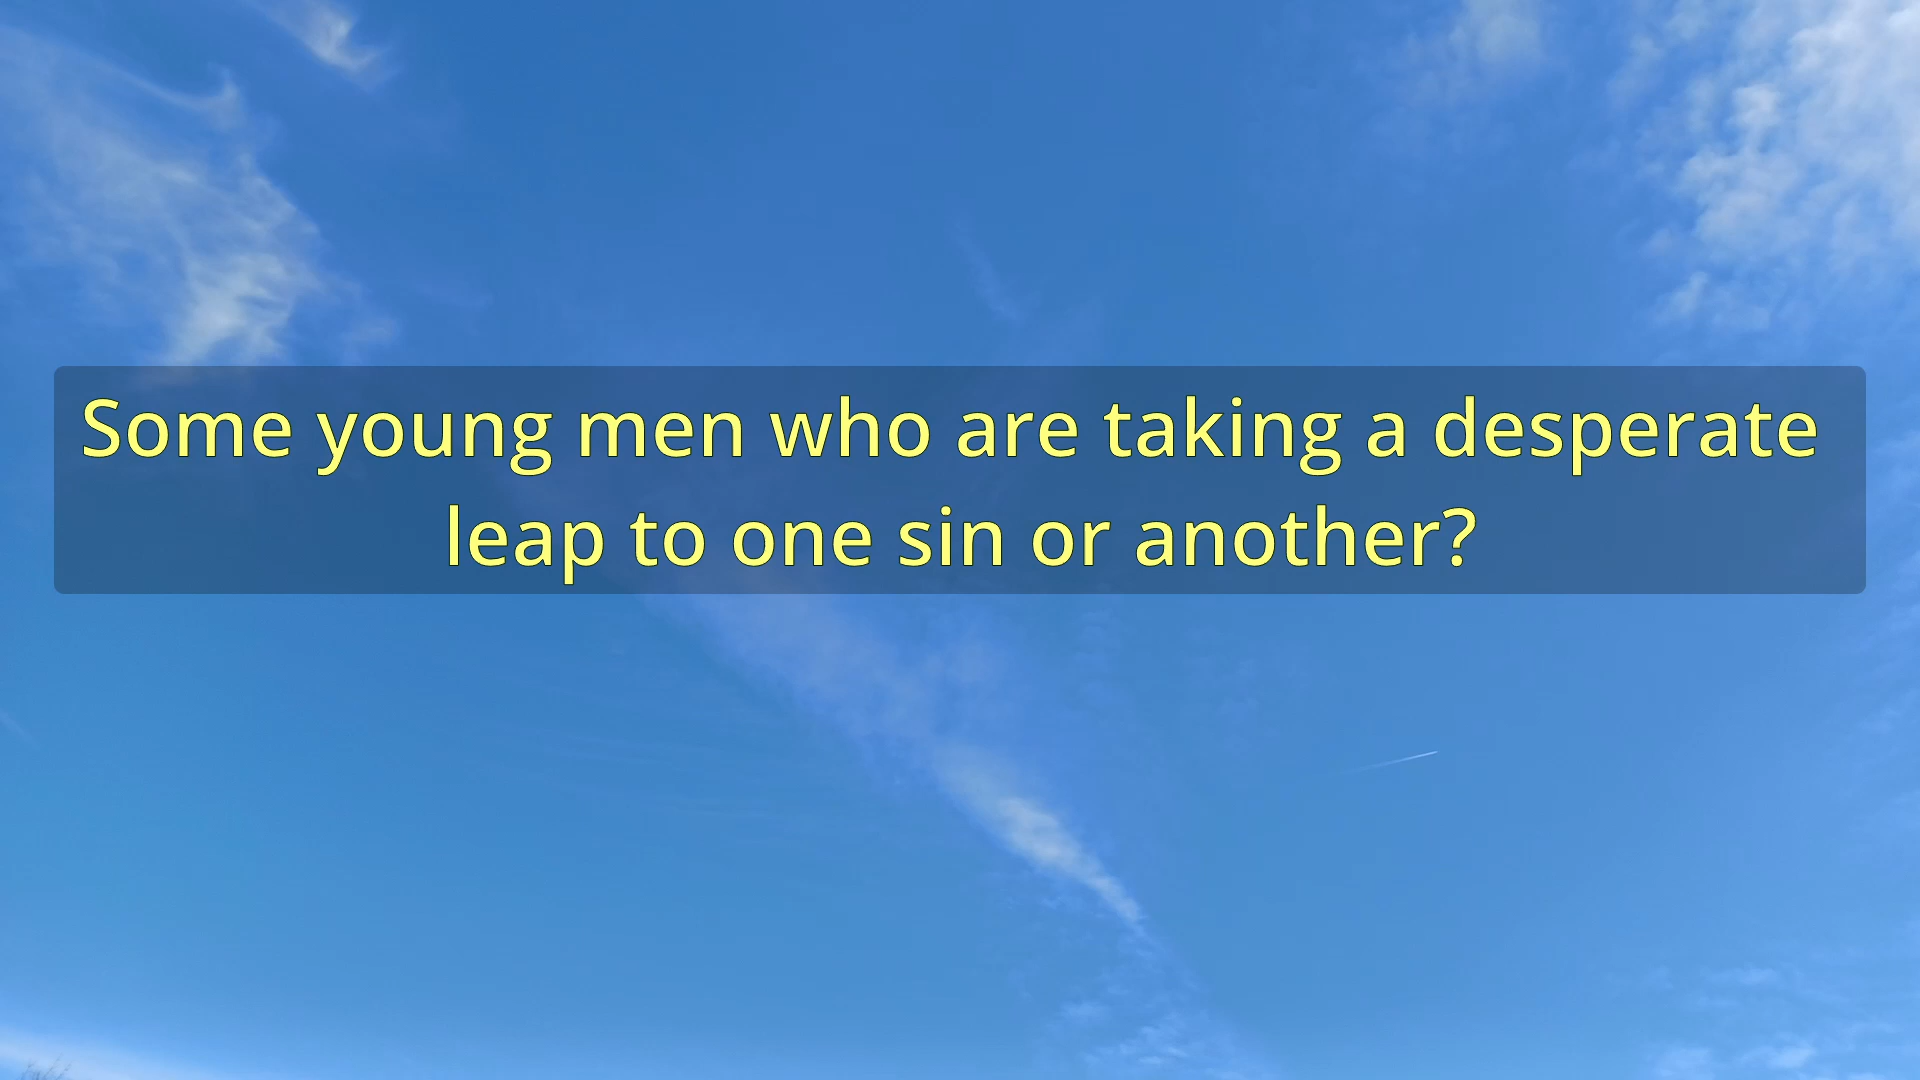 Some young men who are taking a desperate
leap to one sin or another?